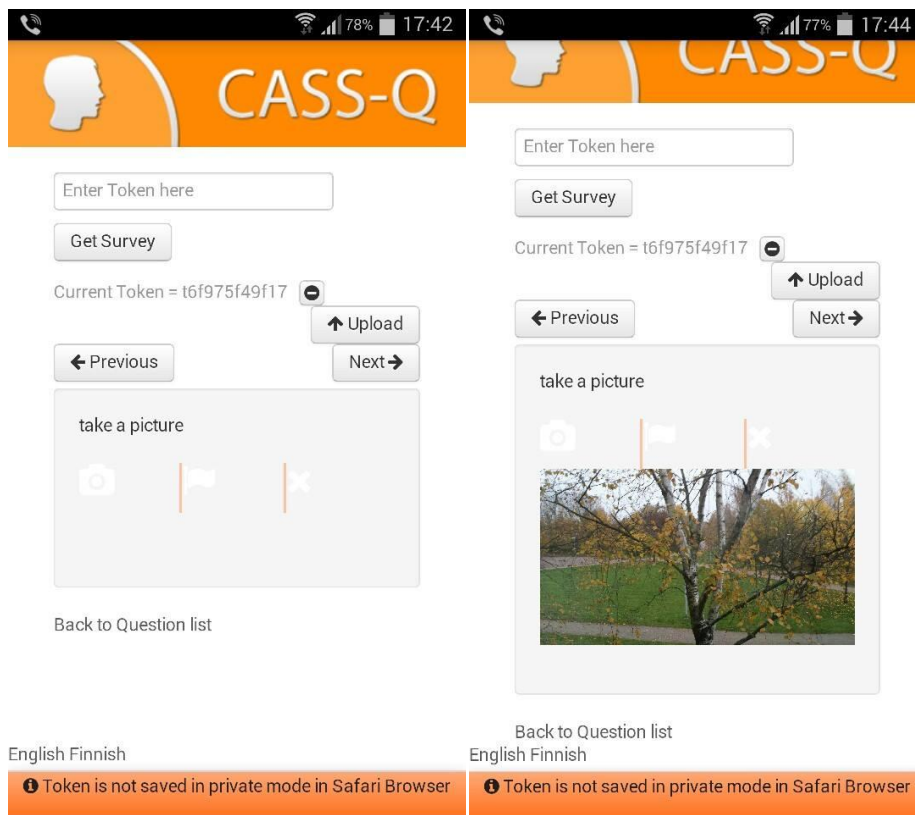 78% 17:42
CASS-Q
Enter Token here
Get Survey
Current Token = t6f975f49f17
Upload
Previous
Next
take a picture
Back to Question list
English Finnish
Token is not saved in private mode in Safari Browser
77% 17:44
CASS-Q
Enter Token here
Get Survey
Current Token = t6f975f49f17
Upload
Previous
Next
take a picture
Back to Question list
English Finnish
Token is not saved in private mode in Safari Browser